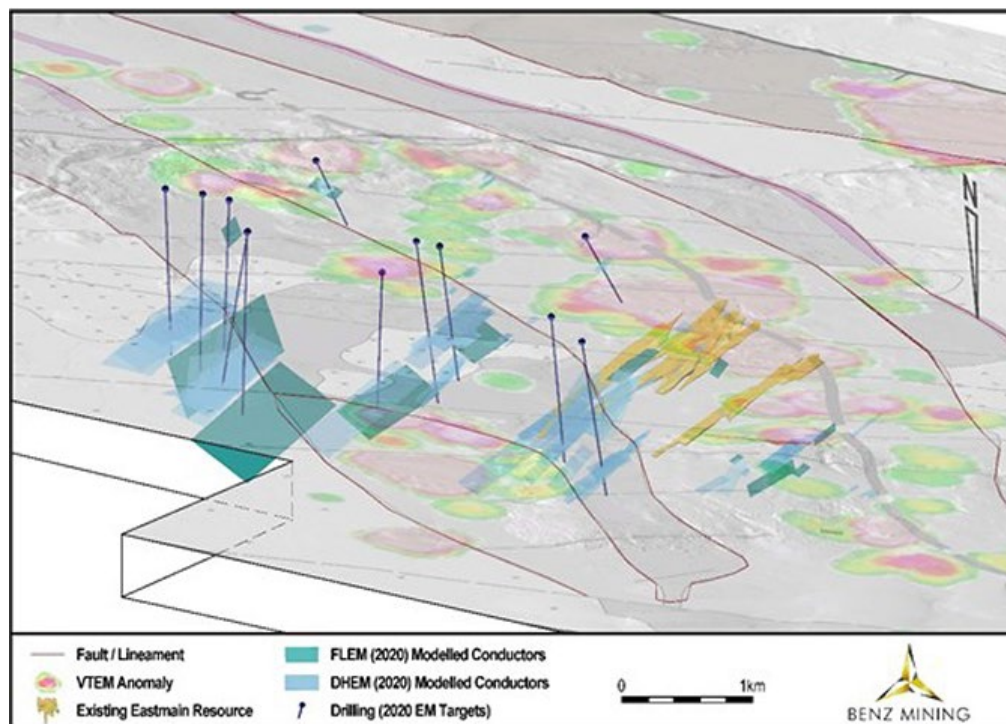 N
Fault / Lineament
VTEM Anomaly
Existing Eastmain Resource
FLEM (2020) Modelled Conductors
DHEM (2020) Modelled Conductors
Drilling (2020 EM Targets)
0 1km
BENZ MINING